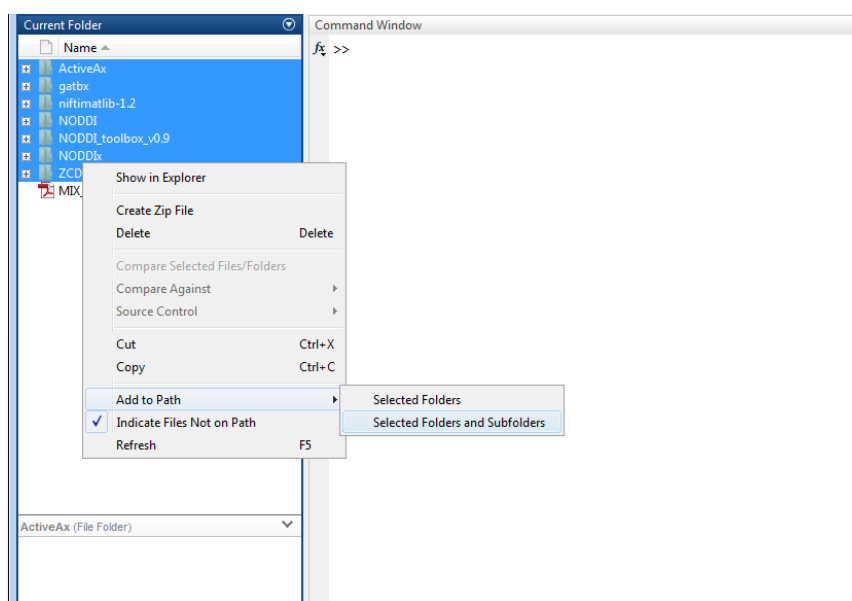 Current Folder
Command Window
Name
fx >>
ActiveAx
gatbx
niftimatlib-1.2
NODDI
NODDI_toolbox_v0.9
NODDIx
ZCD
MIX_
Show in Explorer
Create Zip File
Delete Delete
Compare Selected Files/Folders
Compare Against
Source Control
Cut Ctrl+X
Copy Ctrl+C
Add to Path
Selected Folders
Indicate Files Not on Path
Selected Folders and Subfolders
Refresh F5
ActiveAx (File Folder)